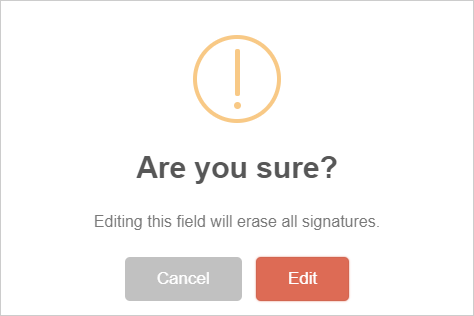 Are you sure?
Editing this field will erase all signatures.
Cancel Edit